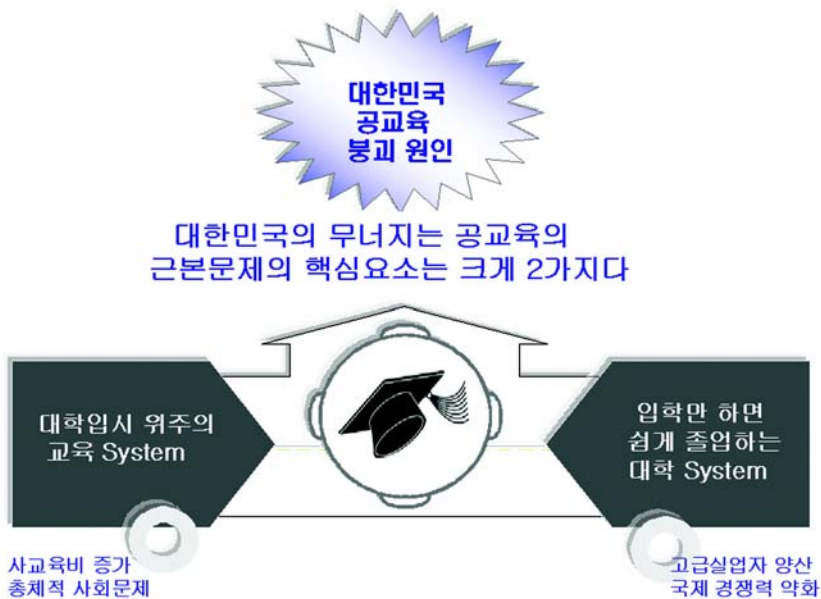 대한민국
공교육
붕괴 원인
대한민국의 무너지는 공교육의
근본문제의 핵심요소는 크게 2가지다
대학입시 위주의
교육 System
입학만 하면
쉽게 졸업하는
대학 System
사교육비 증가
총체적 사회문제
고급실업자 양산
국제 경쟁력 약화